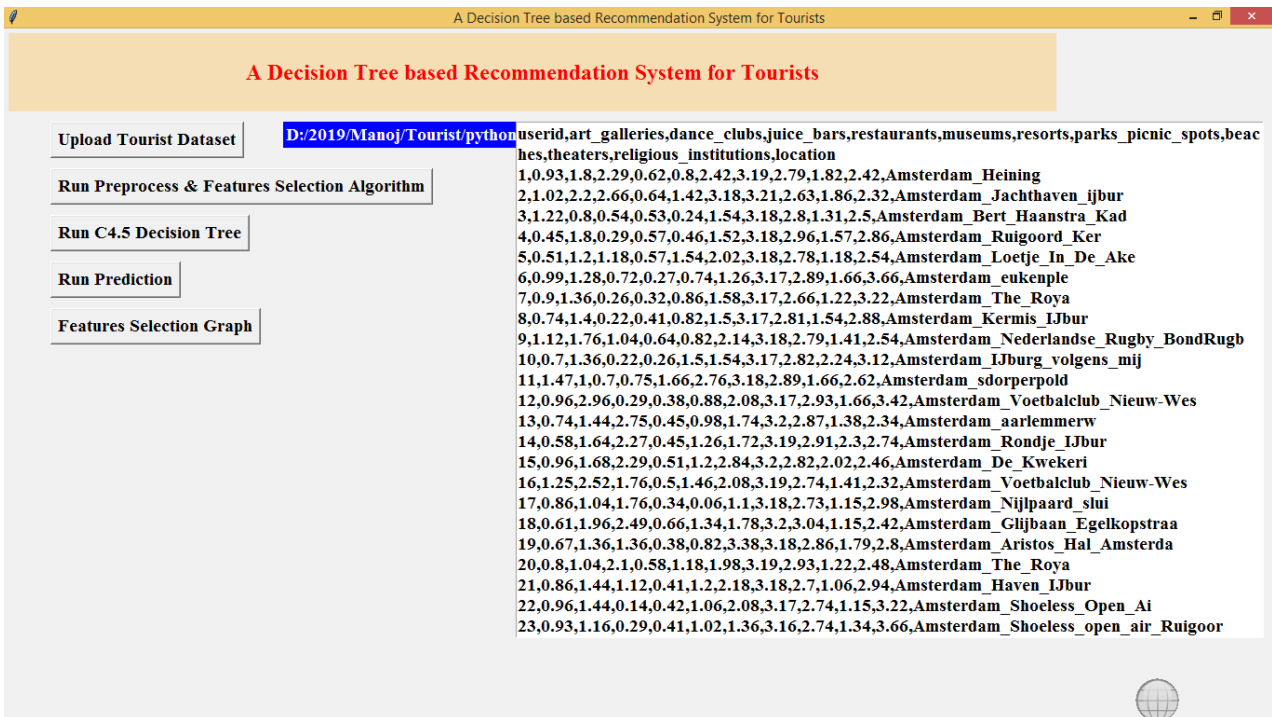 A Decision Tree based Recommendation System for Tourists
A Decision Tree based Recommendation System for Tourists
Upload Tourist Dataset
D:/2019/Manoj/Tourist/python
Run Preprocess & Features Selection Algorithm
Run C4.5 Decision Tree
Run Prediction
Features Selection Graph
userid,art_galleries,dance_clubs,juice_bars,restaurants,museums,resorts,parks_picnic_spots,beac
hes,theaters,religious_institutions,location
1,0.93,1.8,2.29,0.62,0.8,2.42,3.19,2.79,1.82,2.42,Amsterdam_Heining
2,1.02,2.2,2.66,0.64,1.42,3.18,3.21,2.63,1.86,2.32,Amsterdam_Jachthaven_ijbur
3,1.22,0.8,0.54,0.53,0.24,1.54,3.18,2.8,1.31,2.5,Amsterdam_Bert_Haanstra_Kad
4,0.45,1.8,0.29,0.57,0.46,1.52,3.18,2.96,1.57,2.86,Amsterdam_Ruigoord_Ker
5,0.51,1.2,1.18,0.57,1.54,2.02,3.18,2.78,1.18,2.54,Amsterdam_Loetje_In_De_Ake
6,0.99,1.28,0.72,0.27,0.74,1.26,3.17,2.89,1.66,3.66,Amsterdam_eukenple
7,0.9,1.36,0.26,0.32,0.86,1.58,3.17,2.66,1.22,3.22,Amsterdam_The_Roya
8,0.74,1.4,0.22,0.41,0.82,1.5,3.17,2.81,1.54,2.88,Amsterdam_Kermis_IJbur
9,1.12,1.76,1.04,0.64,0.82,2.14,3.18,2.79,1.41,2.54,Amsterdam_Nederlandse_Rugby_BondRugb
10,0.7,1.36,0.22,0.26,1.5,1.54,3.17,2.82,2.24,3.12,Amsterdam_IJburg_volgens_mij
11,1.47,1,0.7,0.75,1.66,2.76,3.18,2.89,1.66,2.62,Amsterdam_sdorperpold
12,0.96,2.96,0.29,0.38,0.88,2.08,3.17,2.93,1.66,3.42,Amsterdam_Voetbalclub_Nieuw-Wes
13,0.74,1.44,2.75,0.45,0.98,1.74,3.2,2.87,1.38,2.34,Amsterdam_aarlemmerw
14,0.58,1.64,2.27,0.45,1.26,1.72,3.19,2.91,2.3,2.74,Amsterdam_Rondje_IJbur
15,0.96,1.68,2.29,0.51,1.2,2.84,3.2,2.82,2.02,2.46,Amsterdam_De_Kwekeri
16,1.25,2.52,1.76,0.5,1.46,2.08,3.19,2.74,1.41,2.32,Amsterdam_Voetbalclub_Nieuw-Wes
17,0.86,1.04,1.76,0.34,0.06,1.1,3.18,2.73,1.15,2.98,Amsterdam_Nijlpaard_slui
18,0.61,1.96,2.49,0.66,1.34,1.78,3.2,3.04,1.15,2.42,Amsterdam_Glijbaan_Egelkopstraa
19,0.67,1.36,1.36,0.38,0.82,3.38,3.18,2.86,1.79,2.8,Amsterdam_Aristos_Hal_Amsterda
20,0.8,1.04,2.1,0.58,1.18,1.98,3.19,2.93,1.22,2.48,Amsterdam_The_Roya
21,0.86,1.44,1.12,0.41,1.2,2.18,3.18,2.7,1.06,2.94,Amsterdam_Haven_IJbur
22,0.96,1.44,0.14,0.42,1.06,2.08,3.17,2.74,1.15,3.22,Amsterdam_Shoeless_Open_Ai
23,0.93,1.16,0.29,0.41,1.02,1.36,3.16,2.74,1.34,3.66,Amsterdam_Shoeless_open_air_Ruigoor